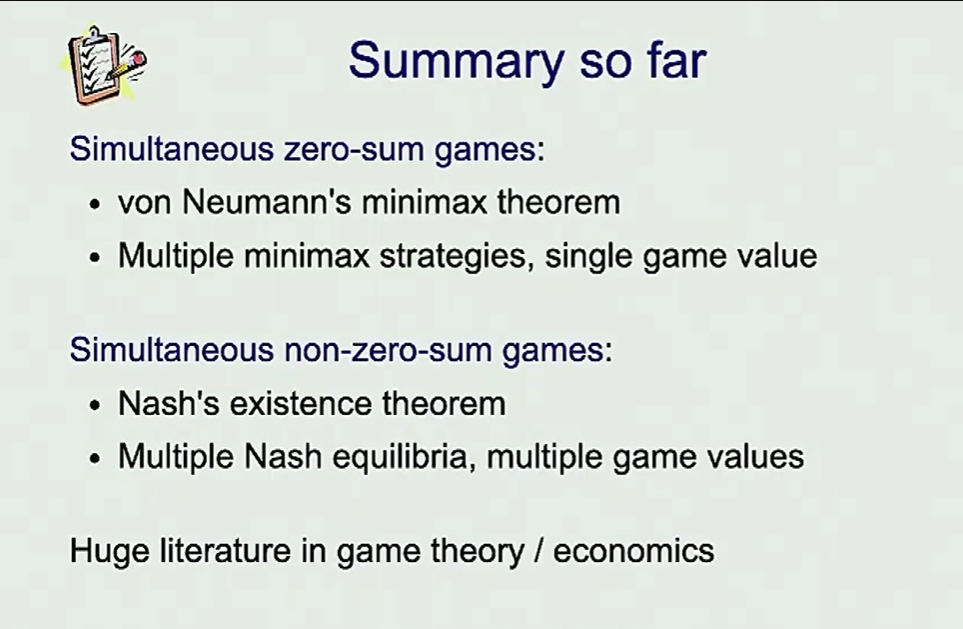 Summary so far
Simultaneous zero-sum games:
• von Neumann's minimax theorem
• Multiple minimax strategies, single game value
Simultaneous non-zero-sum games:
• Nash's existence theorem
• Multiple Nash equilibria, multiple game values
Huge literature in game theory / economics